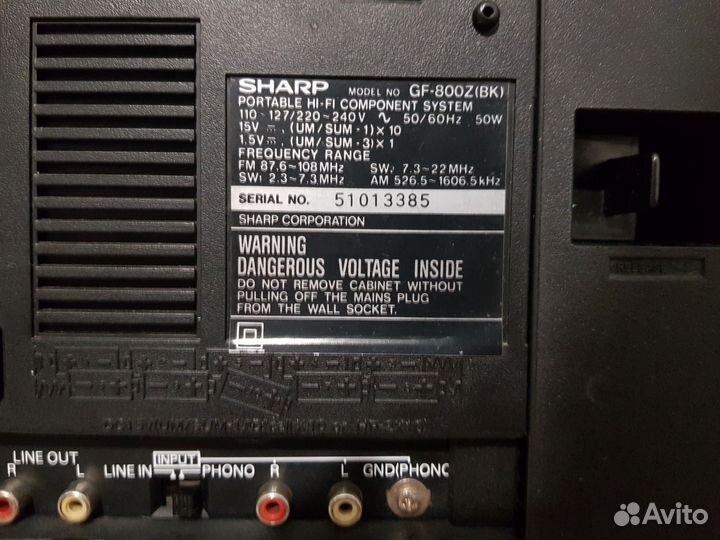 SHARP MODEL NO GF-800Z(BK)
PORTABLE HI-FI COMPONENT SYSTEM
110~127/220~240V ∿ 50/60Hz 50W
15V ⎓, (UM/SUM·1)×10
1.5V ⎓, (UM/SUM·3)×1
FREQUENCY RANGE
FM 87.6~108MHz SW2 7.3~22MHz
SW1 2.3~7.3MHz AM 526.5~1606.5kHz
SERIAL NO. 51013385
SHARP CORPORATION
WARNING
DANGEROUS VOLTAGE INSIDE
DO NOT REMOVE CABINET WITHOUT
PULLING OFF THE MAINS PLUG
FROM THE WALL SOCKET.
LINE OUT
R L
LINE IN INPUT PHONO R L GND(PHONO
Avito